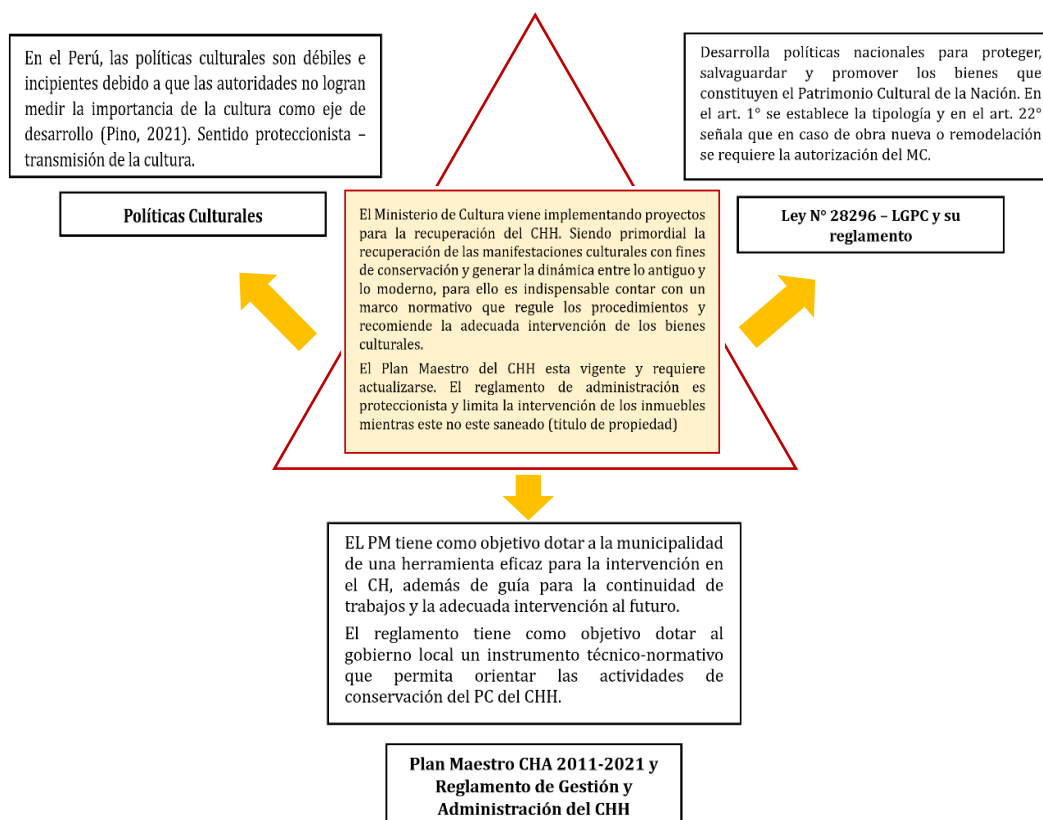 En el Perú, las políticas culturales son débiles e
incipientes debido a que las autoridades no logran
medir la importancia de la cultura como eje de
desarrollo (Pino, 2021). Sentido proteccionista –
transmisión de la cultura.
Políticas Culturales
Desarrolla políticas nacionales para proteger,
salvaguardar y promover los bienes que
constituyen el Patrimonio Cultural de la Nación. En
el art. 1° se establece la tipología y en el art. 22°
señala que en caso de obra nueva o remodelación
se requiere la autorización del MC.
Ley N° 28296 – LGPC y su
reglamento
El Ministerio de Cultura viene implementando proyectos
para la recuperación del CHH. Siendo primordial la
recuperación de las manifestaciones culturales con fines
de conservación y generar la dinámica entre lo antiguo y
lo moderno, para ello es indispensable contar con un
marco normativo que regule los procedimientos y
recomiende la adecuada intervención de los bienes
culturales.
El Plan Maestro del CHH esta vigente y requiere
actualizarse. El reglamento de administración es
proteccionista y limita la intervención de los inmuebles
mientras este no este saneado (titulo de propiedad)
EL PM tiene como objetivo dotar a la municipalidad
de una herramienta eficaz para la intervención en
el CH, además de guía para la continuidad de
trabajos y la adecuada intervención al futuro.
El reglamento tiene como objetivo dotar al
gobierno local un instrumento técnico-normativo
que permita orientar las actividades de
conservación del PC del CHH.
Plan Maestro CHA 2011-2021 y
Reglamento de Gestión y
Administración del CHH